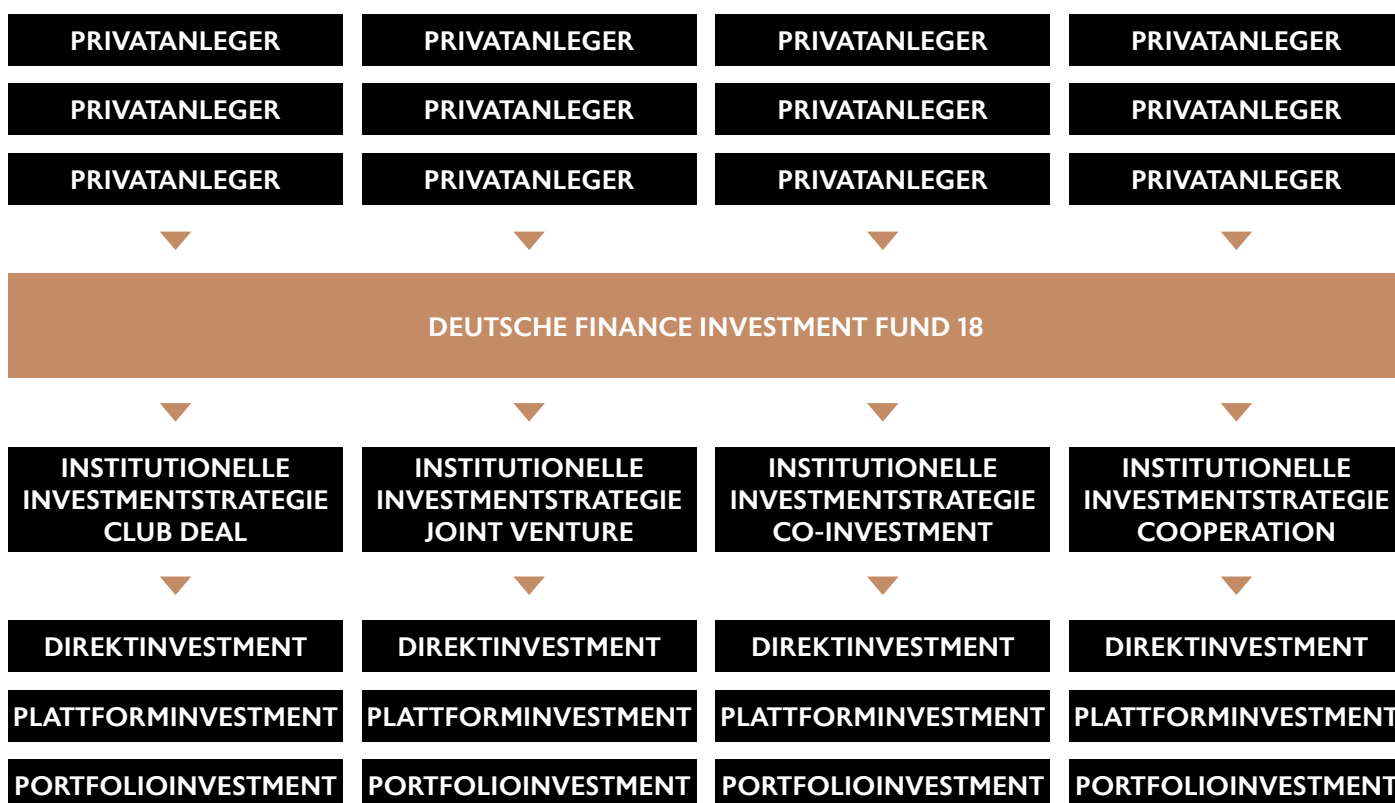 PRIVATANLEGER PRIVATANLEGER PRIVATANLEGER PRIVATANLEGER
PRIVATANLEGER PRIVATANLEGER PRIVATANLEGER PRIVATANLEGER
PRIVATANLEGER PRIVATANLEGER PRIVATANLEGER PRIVATANLEGER
DEUTSCHE FINANCE INVESTMENT FUND 18
INSTITUTIONELLE
INVESTMENTSTRATEGIE
CLUB DEAL
INSTITUTIONELLE
INVESTMENTSTRATEGIE
JOINT VENTURE
INSTITUTIONELLE
INVESTMENTSTRATEGIE
CO-INVESTMENT
INSTITUTIONELLE
INVESTMENTSTRATEGIE
COOPERATION
DIREKTINVESTMENT DIREKTINVESTMENT DIREKTINVESTMENT DIREKTINVESTMENT
PLATTFORMINVESTMENT PLATTFORMINVESTMENT PLATTFORMINVESTMENT PLATTFORMINVESTMENT
PORTFOLIOINVESTMENT PORTFOLIOINVESTMENT PORTFOLIOINVESTMENT PORTFOLIOINVESTMENT